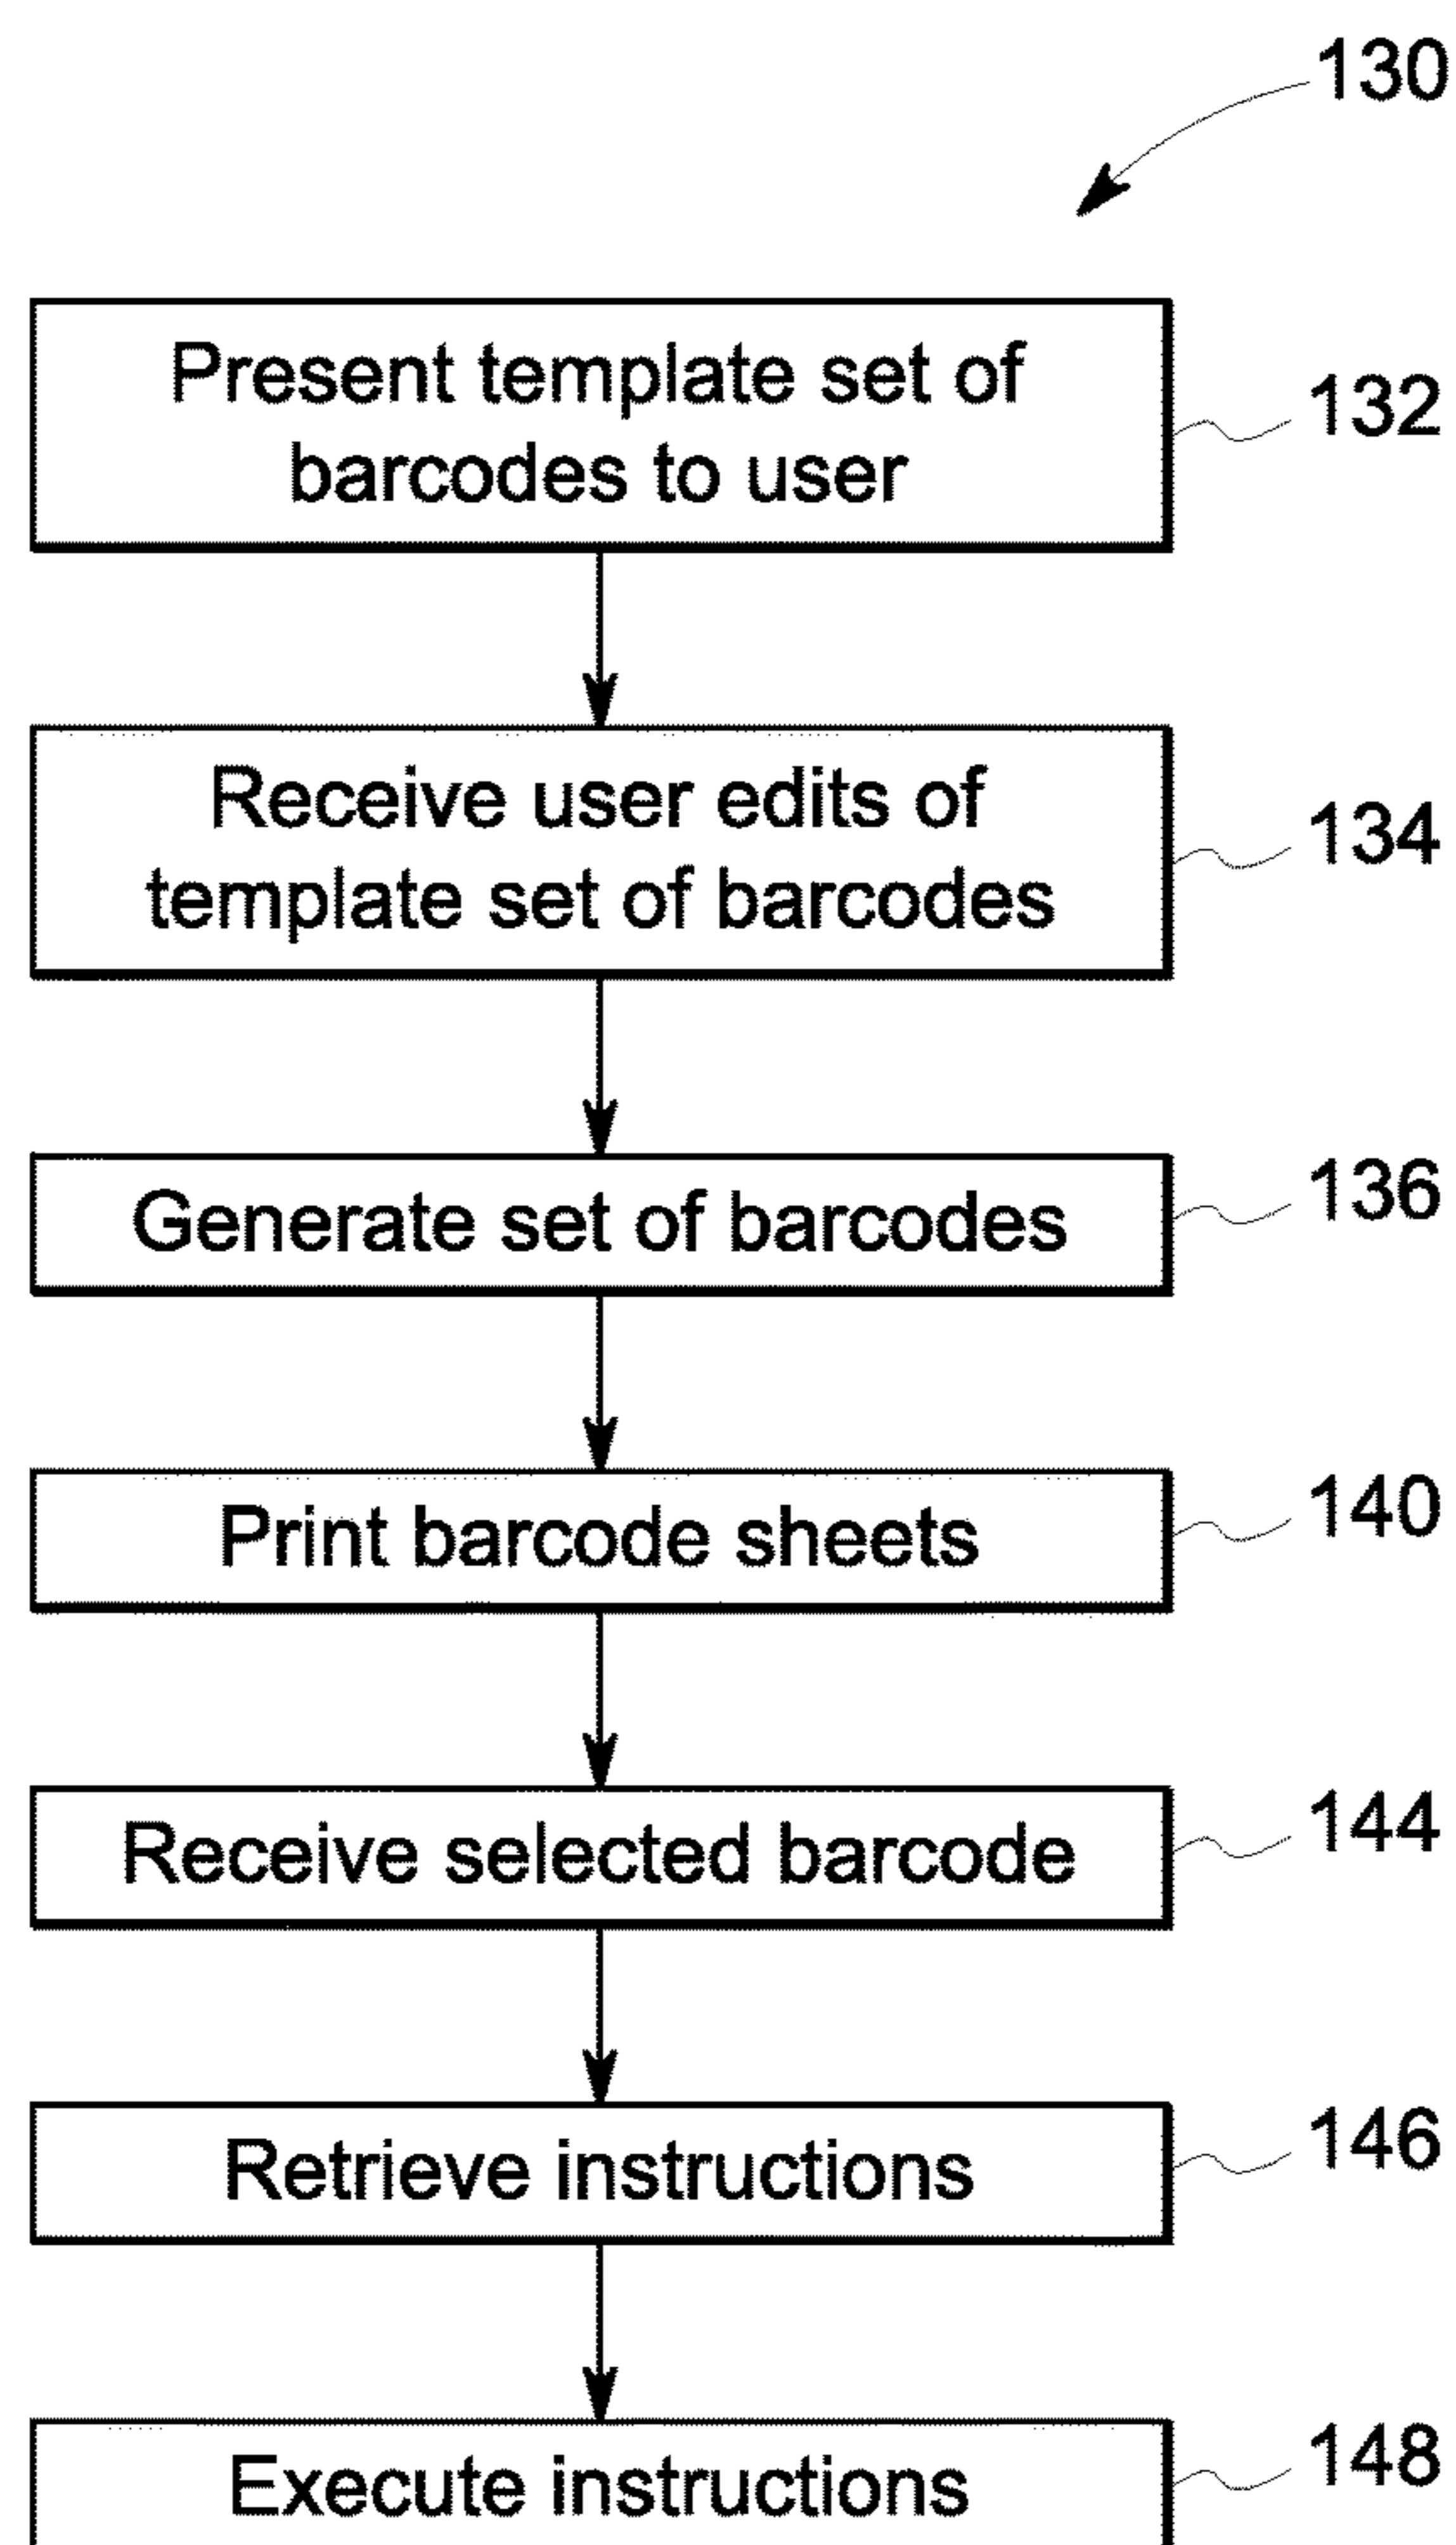 130
Present template set of
barcodes to user
132
Receive user edits of
template set of barcodes
134
Generate set of barcodes
136
Print barcode sheets
140
Receive selected barcode
144
Retrieve instructions
146
Execute instructions
148